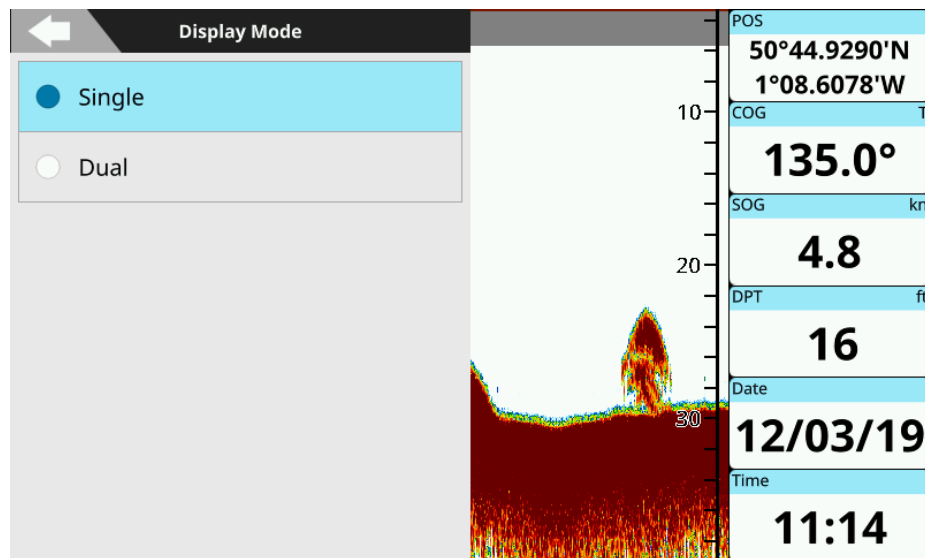 Display Mode
Single
Dual
10
20
30
POS
50°44.9290'N
1°08.6078'W
COG T
135.0°
SOG kn
4.8
DPT ft
16
Date
12/03/19
Time
11:14